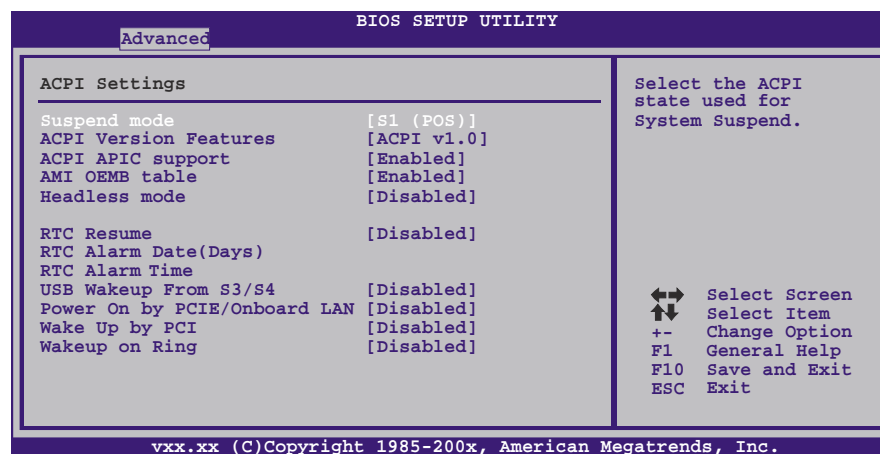 BIOS SETUP UTILITY
Advanced
ACPI Settings
Suspend mode [S1 (POS)]
ACPI Version Features [ACPI v1.0]
ACPI APIC support [Enabled]
AMI OEMB table [Enabled]
Headless mode [Disabled]
RTC Resume [Disabled]
RTC Alarm Date(Days)
RTC Alarm Time
USB Wakeup From S3/S4 [Disabled]
Power On by PCIE/Onboard LAN [Disabled]
Wake Up by PCI [Disabled]
Wakeup on Ring [Disabled]
Select the ACPI
state used for
System Suspend.
Select Screen
Select Item
+- Change Option
F1 General Help
F10 Save and Exit
ESC Exit
vxx.xx (C)Copyright 1985-200x, American Megatrends, Inc.